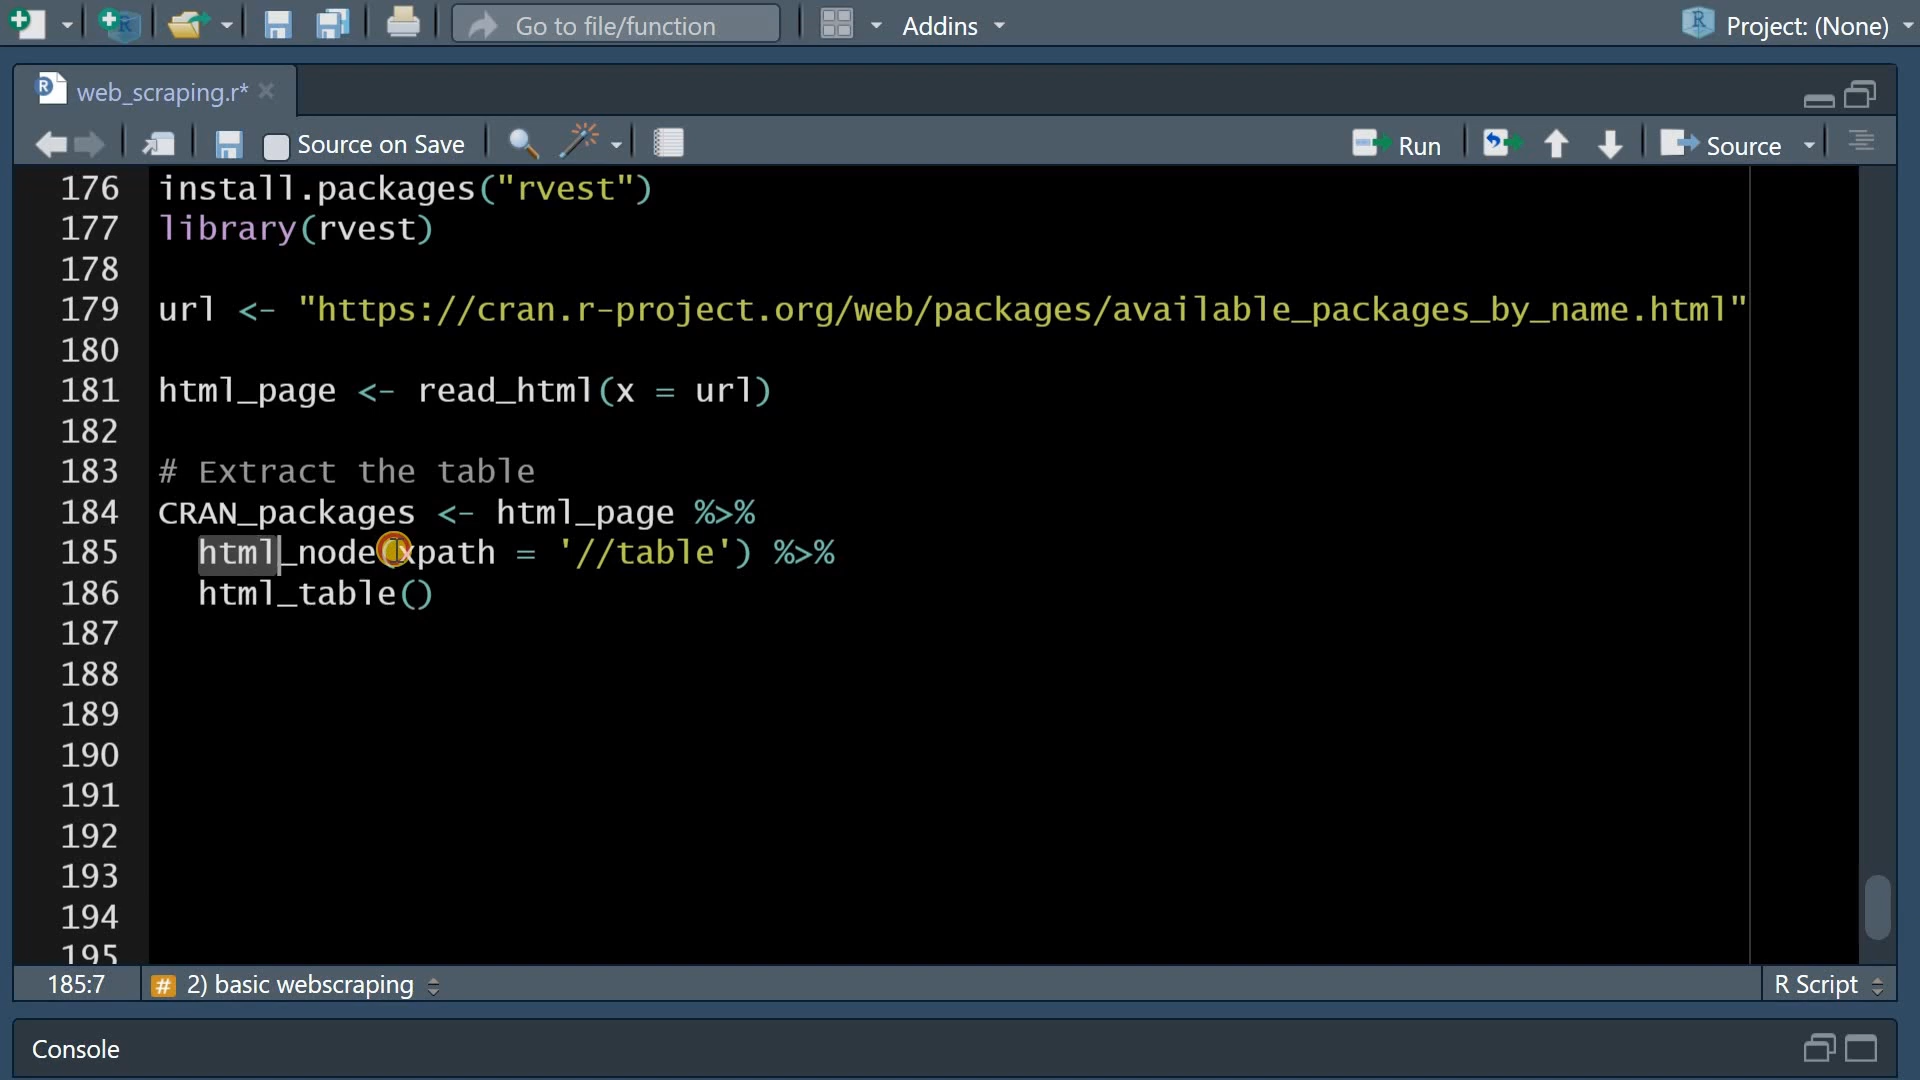 Go to file/function Addins Project: (None)
web_scraping.r*
Source on Save Run Source
176 install.packages("rvest")
177 library(rvest)
178
179 url <- "https://cran.r-project.org/web/packages/available_packages_by_name.html"
180
181 html_page <- read_html(x = url)
182
183 # Extract the table
184 CRAN_packages <- html_page %>%
185 html_node(xpath = '//table') %>%
186 html_table()
187
188
189
190
191
192
193
194
195
185:7 # 2) basic webscraping R Script
Console